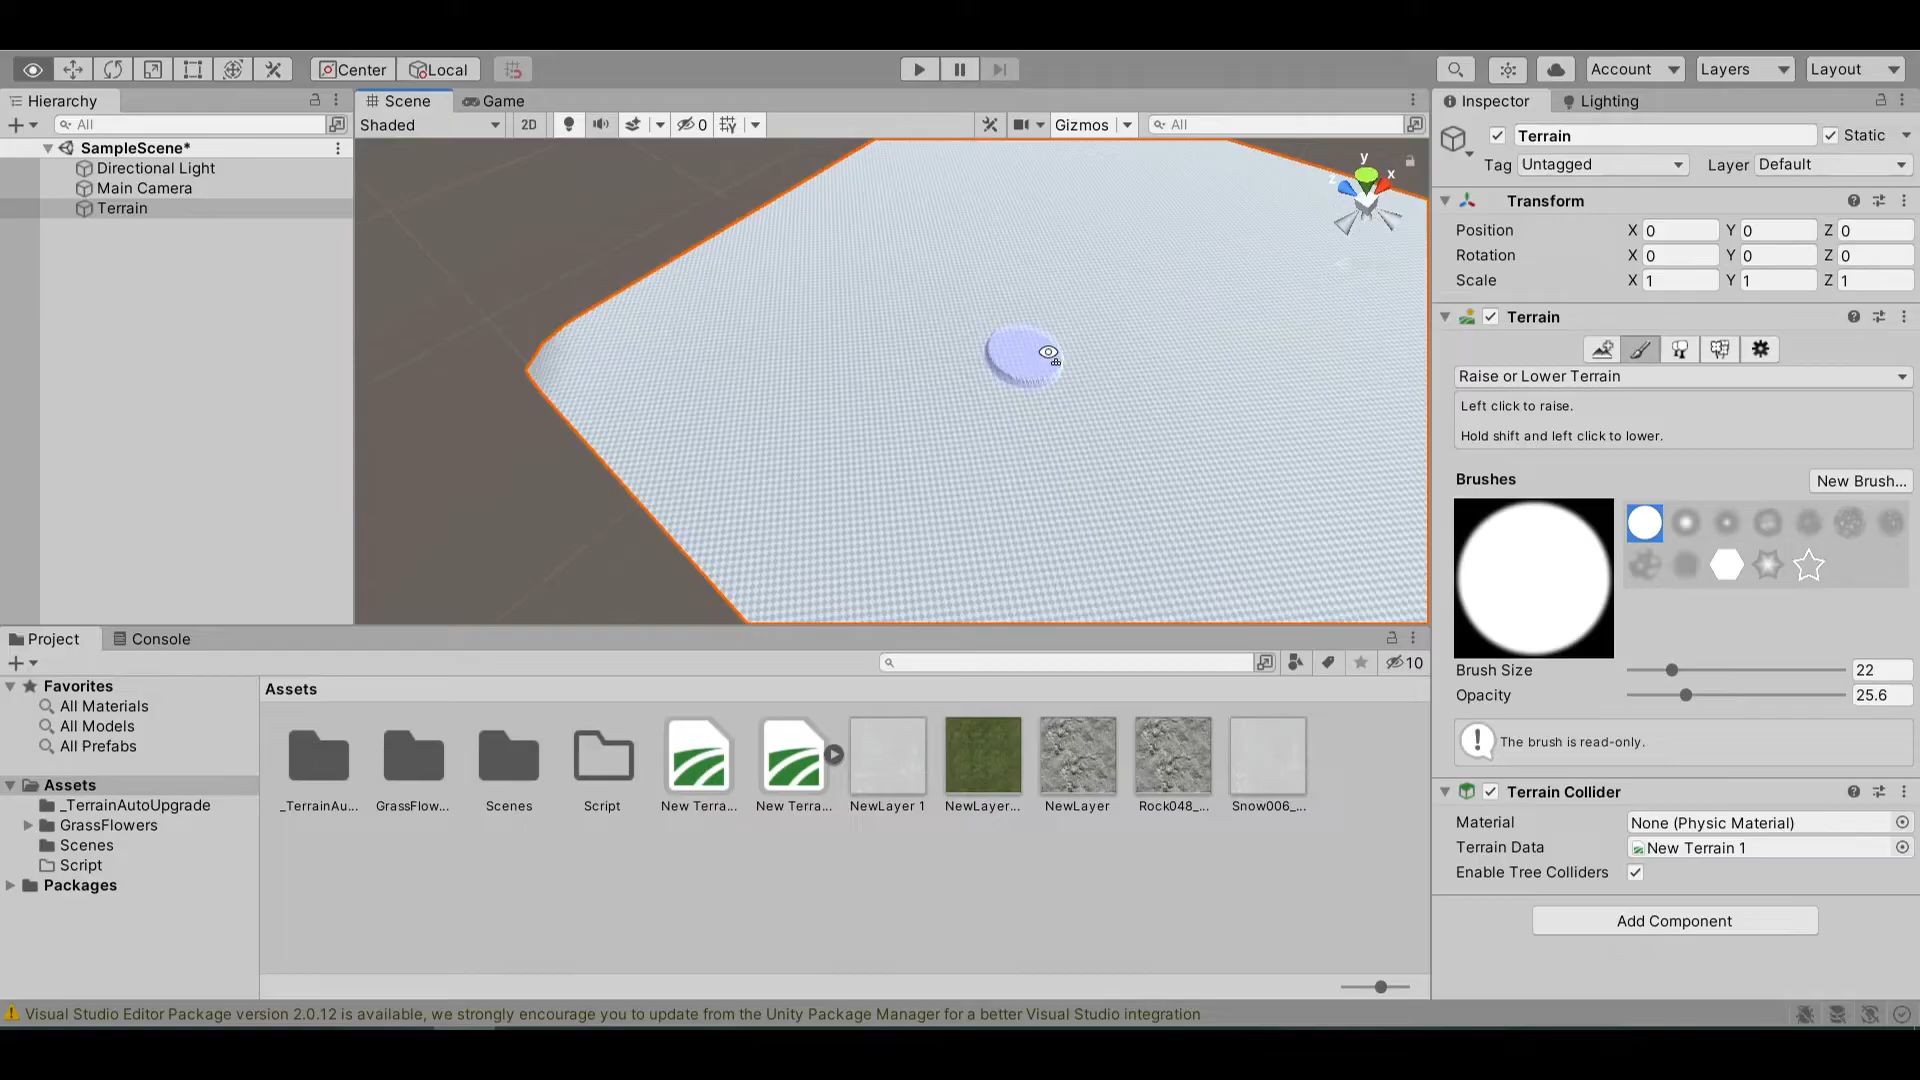 Center
Local
Account
Layers
Layout
Hierarchy
Scene
Game
Inspector
Lighting
All
Shaded
2D
0
Gizmos
All
Terrain
Static
SampleScene*
Directional Light
Main Camera
Terrain
y
x
z
Tag
Untagged
Layer
Default
Transform
Position
X
0
Y
0
Z
0
Rotation
X
0
Y
0
Z
0
Scale
X
1
Y
1
Z
1
Terrain
Raise or Lower Terrain
Left click to raise.
Hold shift and left click to lower.
Brushes
New Brush...
Brush Size
22
Opacity
25.6
The brush is read-only.
Terrain Collider
Material
None (Physic Material)
Terrain Data
New Terrain 1
Enable Tree Colliders
Add Component
Project
Console
10
Favorites
All Materials
All Models
All Prefabs
Assets
_TerrainAutoUpgrade
GrassFlowers
Scenes
Script
Packages
Assets
_TerrainAu...
GrassFlow...
Scenes
Script
New Terra...
New Terra...
NewLayer 1
NewLayer...
NewLayer
Rock048_...
Snow006_...
Visual Studio Editor Package version 2.0.12 is available, we strongly encourage you to update from the Unity Package Manager for a better Visual Studio integration